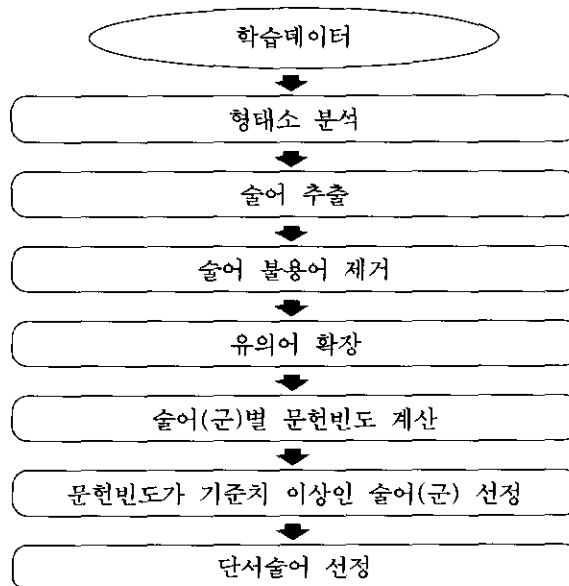 학습데이터
형태소 분석
술어 추출
술어 불용어 제거
유의어 확장
술어(군)별 문헌빈도 계산
문헌빈도가 기준치 이상인 술어(군) 선정
단서술어 선정